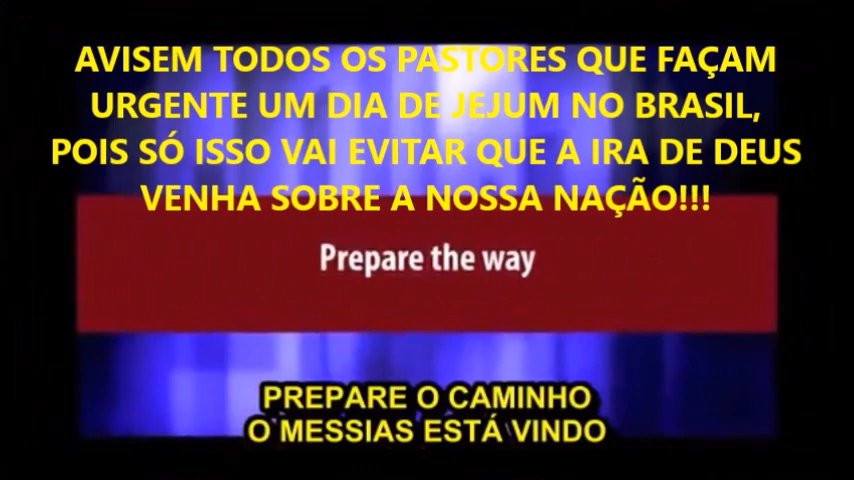 AVISEM TODOS OS PASTORES QUE FAÇAM
URGENTE UM DIA DE JEJUM NO BRASIL,
POIS SÓ ISSO VAI EVITAR QUE A IRA DE DEUS
VENHA SOBRE A NOSSA NAÇÃO!!!
Prepare the way
PREPARE O CAMINHO
O MESSIAS ESTÁ VINDO